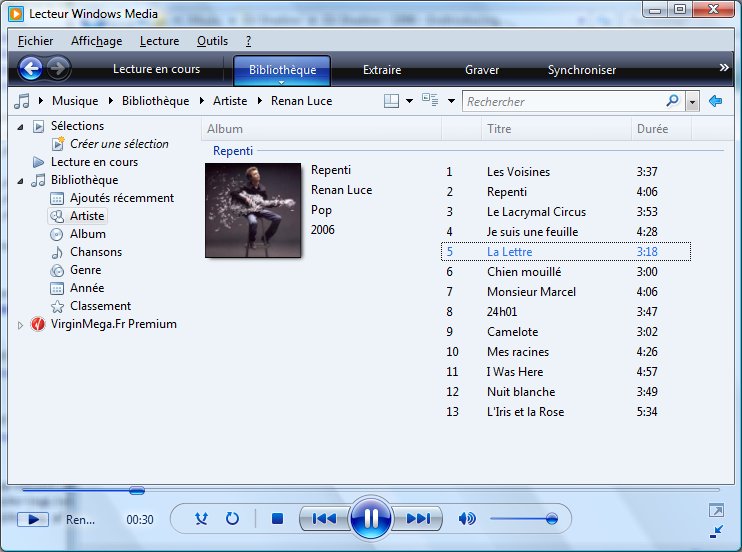 Lecteur Windows Media
Fichier Affichage Lecture Outils ?
Lecture en cours Bibliothèque Extraire Graver Synchroniser »
Musique Bibliothèque Artiste Renan Luce Rechercher
Sélections
Créer une sélection
Lecture en cours
Bibliothèque
Ajoutés récemment
Artiste
Album
Chansons
Genre
Année
Classement
VirginMega.Fr Premium
Album Titre Durée
Repenti
Repenti
Renan Luce
Pop
2006
1 Les Voisines 3:37
2 Repenti 4:06
3 Le Lacrymal Circus 3:53
4 Je suis une feuille 4:28
5 La Lettre 3:18
6 Chien mouillé 3:00
7 Monsieur Marcel 4:06
8 24h01 3:47
9 Camelote 3:02
10 Mes racines 4:26
11 I Was Here 4:57
12 Nuit blanche 3:49
13 L'Iris et la Rose 5:34
Ren... 00:30